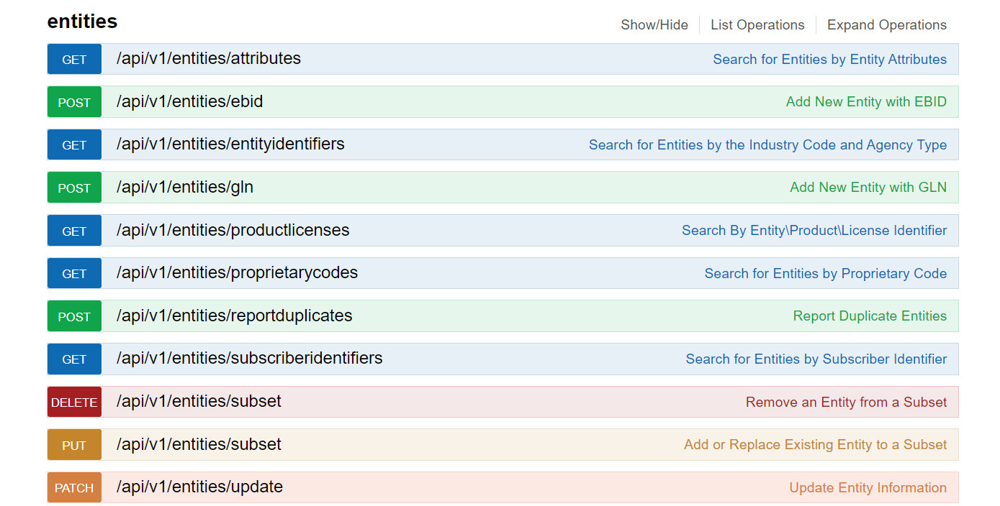 entities Show/Hide List Operations Expand Operations
GET /api/v1/entities/attributes Search for Entities by Entity Attributes
POST /api/v1/entities/ebid Add New Entity with EBID
GET /api/v1/entities/entityidentifiers Search for Entities by the Industry Code and Agency Type
POST /api/v1/entities/gln Add New Entity with GLN
GET /api/v1/entities/productlicenses Search By Entity\Product\License Identifier
GET /api/v1/entities/proprietarycodes Search for Entities by Proprietary Code
POST /api/v1/entities/reportduplicates Report Duplicate Entities
GET /api/v1/entities/subscriberidentifiers Search for Entities by Subscriber Identifier
DELETE /api/v1/entities/subset Remove an Entity from a Subset
PUT /api/v1/entities/subset Add or Replace Existing Entity to a Subset
PATCH /api/v1/entities/update Update Entity Information